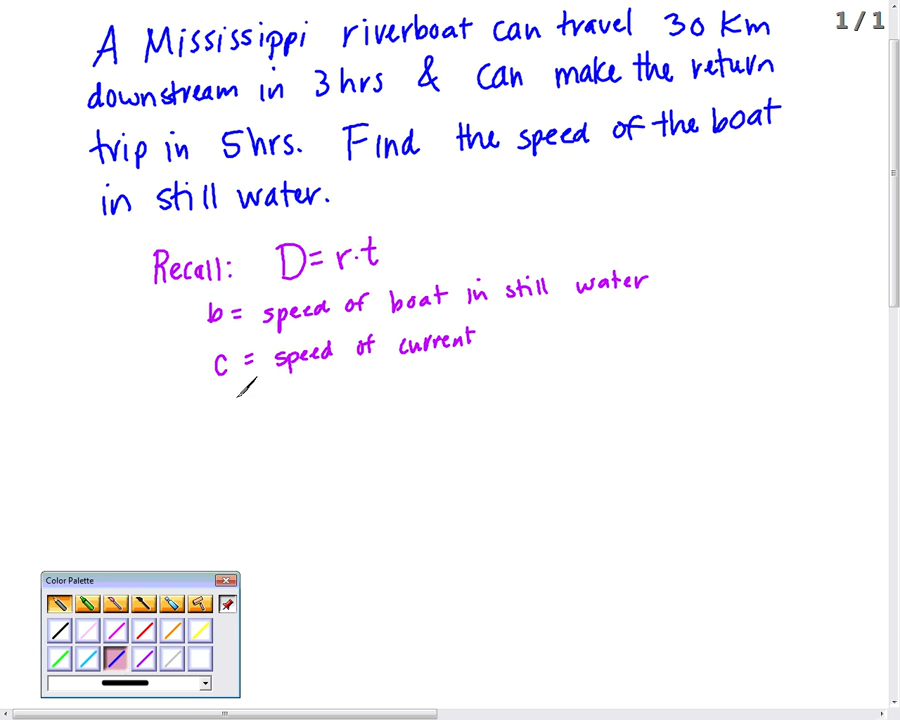 1/1
A Mississippi riverboat can travel 30 Km
downstream in 3 hrs & can make the return
trip in 5 hrs. Find the speed of the boat
in still water.
Recall: D = r·t
b = speed of boat in still water
c = speed of current
Color Palette